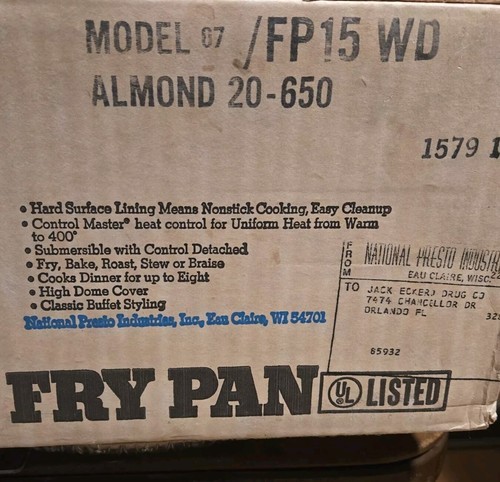 MODEL 07 /FP15 WD
ALMOND 20-650
1579 1
• Hard Surface Lining Means Nonstick Cooking, Easy Cleanup
• Control Master® heat control for Uniform Heat from Warm
to 400°
• Submersible with Control Detached
• Fry, Bake, Roast, Stew or Braise
• Cooks Dinner for up to Eight
• High Dome Cover
• Classic Buffet Styling
National Presto Industries, Inc., Eau Claire, WI 54701
FROM
NATIONAL PRESTO INDUSTR
EAU CLAIRE, WISC.
TO JACK ECKERD DRUG CO
7474 CHANCELLOR DR
ORLANDO FL 328
85932
FRY PAN
UL LISTED